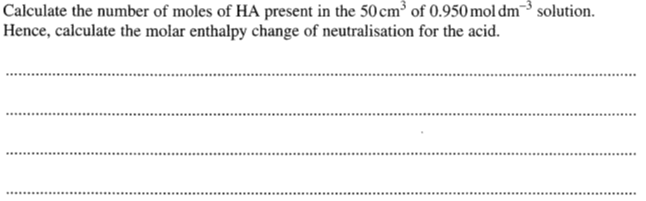 Calculate the number of moles of HA present in the 50 cm³ of 0.950 mol dm⁻³ solution.
Hence, calculate the molar enthalpy change of neutralisation for the acid.